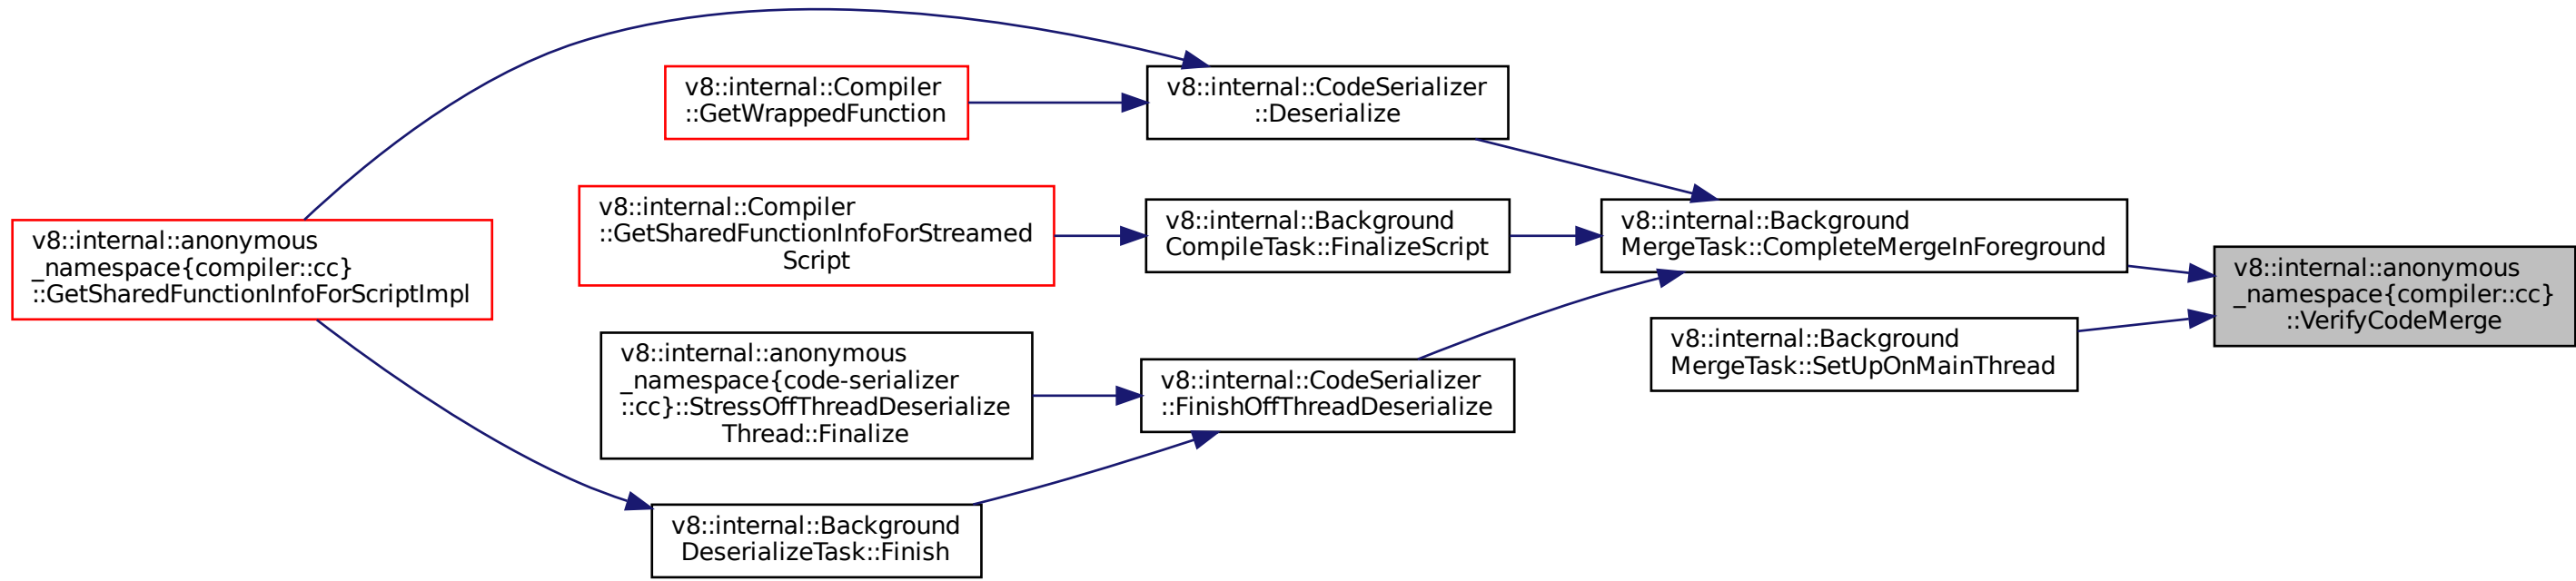 v8::internal::Compiler
::GetWrappedFunction
v8::internal::CodeSerializer
::Deserialize
v8::internal::anonymous
_namespace{compiler::cc}
::GetSharedFunctionInfoForScriptImpl
v8::internal::Compiler
::GetSharedFunctionInfoForStreamed
Script
v8::internal::Background
CompileTask::FinalizeScript
v8::internal::Background
MergeTask::CompleteMergeInForeground
v8::internal::anonymous
_namespace{compiler::cc}
::VerifyCodeMerge
v8::internal::anonymous
_namespace{code-serializer
::cc}::StressOffThreadDeserialize
Thread::Finalize
v8::internal::CodeSerializer
::FinishOffThreadDeserialize
v8::internal::Background
MergeTask::SetUpOnMainThread
v8::internal::Background
DeserializeTask::Finish